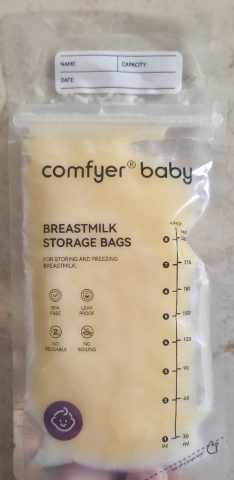 NAME: CAPACITY:
DATE:
comfyer® baby
BREASTMILK
STORAGE BAGS
FOR STORING AND FREEZING
BREASTMILK.
BPA
FREE
LEAK
PROOF
NO
REUSABLE
NO
BOILING
8
7 210
6 180
5 150
4 120
3 90
2 60
1 30
oz ml